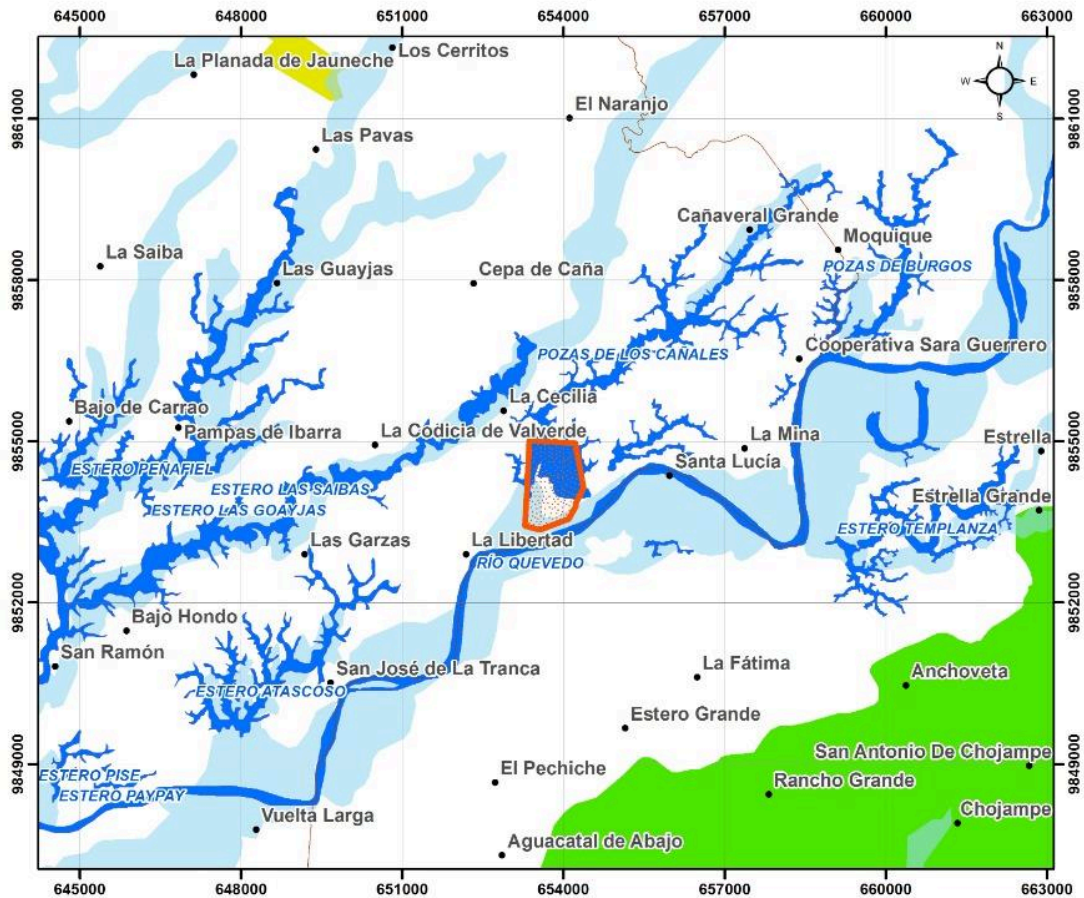 645000 648000 651000 654000 657000 660000 663000
La Planada de Jauneche
Los Cerritos
N
W E
S
El Naranjo
9861000 9861000
Las Pavas
Cañaveral Grande
Moquique
La Saiba
POZAS DE BURGOS
Las Guayjas
Cepa de Caña
9858000 9858000
Cooperativa Sara Guerrero
POZAS DE LOS CAÑALES
La Cecilia
Bajo de Carrao
Pampas de Ibarra
La Codicia de Valverde
La Mina
Estrella
9855000 9855000
ESTERO PEÑAFIEL
Santa Lucía
ESTERO LAS SAIBAS
Estrella Grande
ESTERO LAS GOAYJAS
ESTERO TEMPLANZA
Las Garzas
La Libertad
RÍO QUEVEDO
9852000 9852000
Bajo Hondo
San Ramón
San José de La Tranca
La Fátima
Anchoveta
ESTERO ATASCOSO
Estero Grande
San Antonio De Chojampe
9849000 9849000
ESTERO PISE
El Pechiche
Rancho Grande
ESTERO PAYPAY
Vuelta Larga
Chojampe
Aguacatal de Abajo
645000 648000 651000 654000 657000 660000 663000